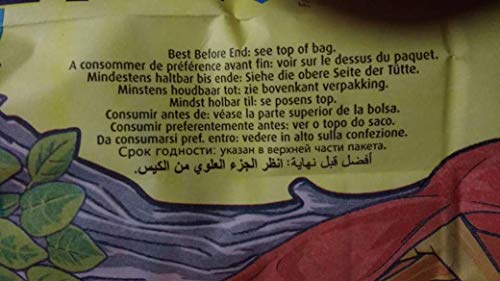 Best Before End: see top of bag.
A consommer de préférence avant fin: voir sur le dessus du paquet.
Mindestens haltbar bis ende: Siehe die obere Seite der Tütte.
Minstens houdbaar tot: zie bovenkant verpakking.
Mindst holbar til: se posens top.
Consumir antes de: véase la parte superior de la bolsa.
Consumir preferentemente antes: ver o topo do saco.
Da consumarsi pref. entro: vedere in alto sulla confezione.
Срок годности: указан в верхней части пакета.
أفضل قبل نهاية: انظر الجزء العلوي من الكيس.